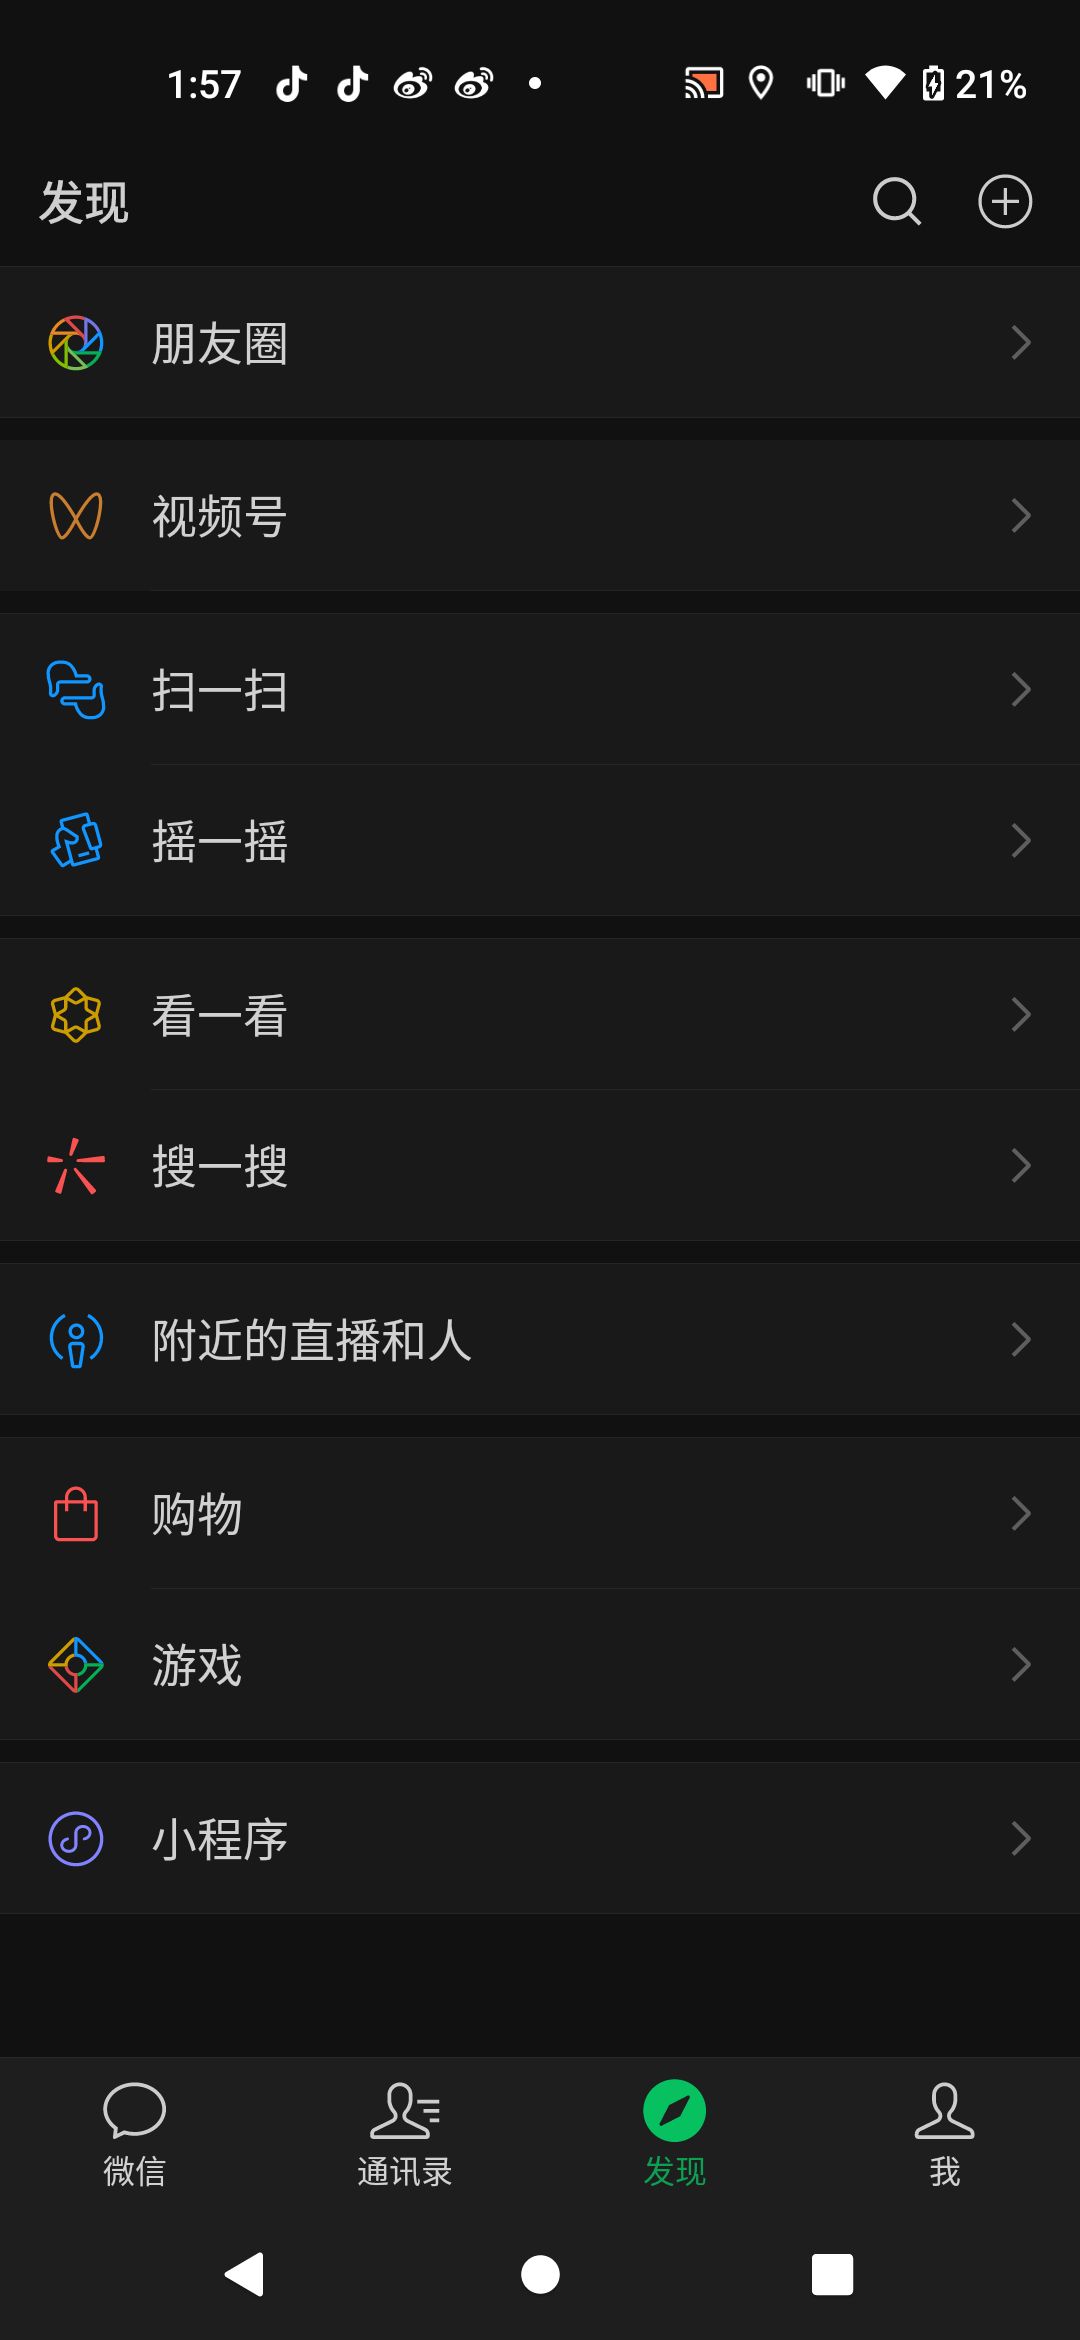 1:57 21%
发现
朋友圈
视频号
扫一扫
摇一摇
看一看
搜一搜
附近的直播和人
购物
游戏
小程序
微信 通讯录 发现 我